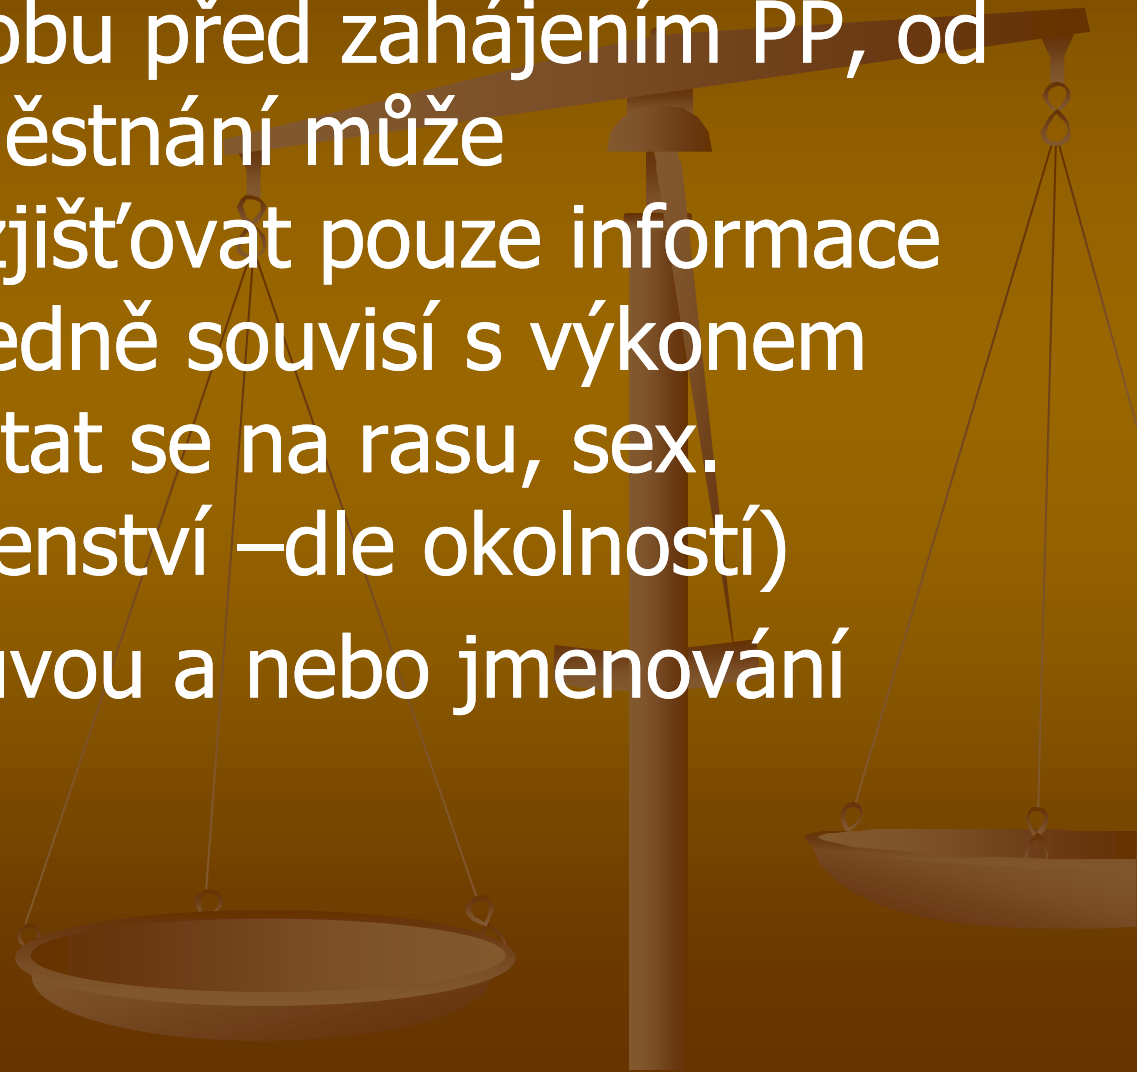 obu před zahájením PP, od
ěstnání může
zjišťovat pouze informace
edně souvisí s výkonem
tat se na rasu, sex.
enství –dle okolností)
uvou a nebo jmenování